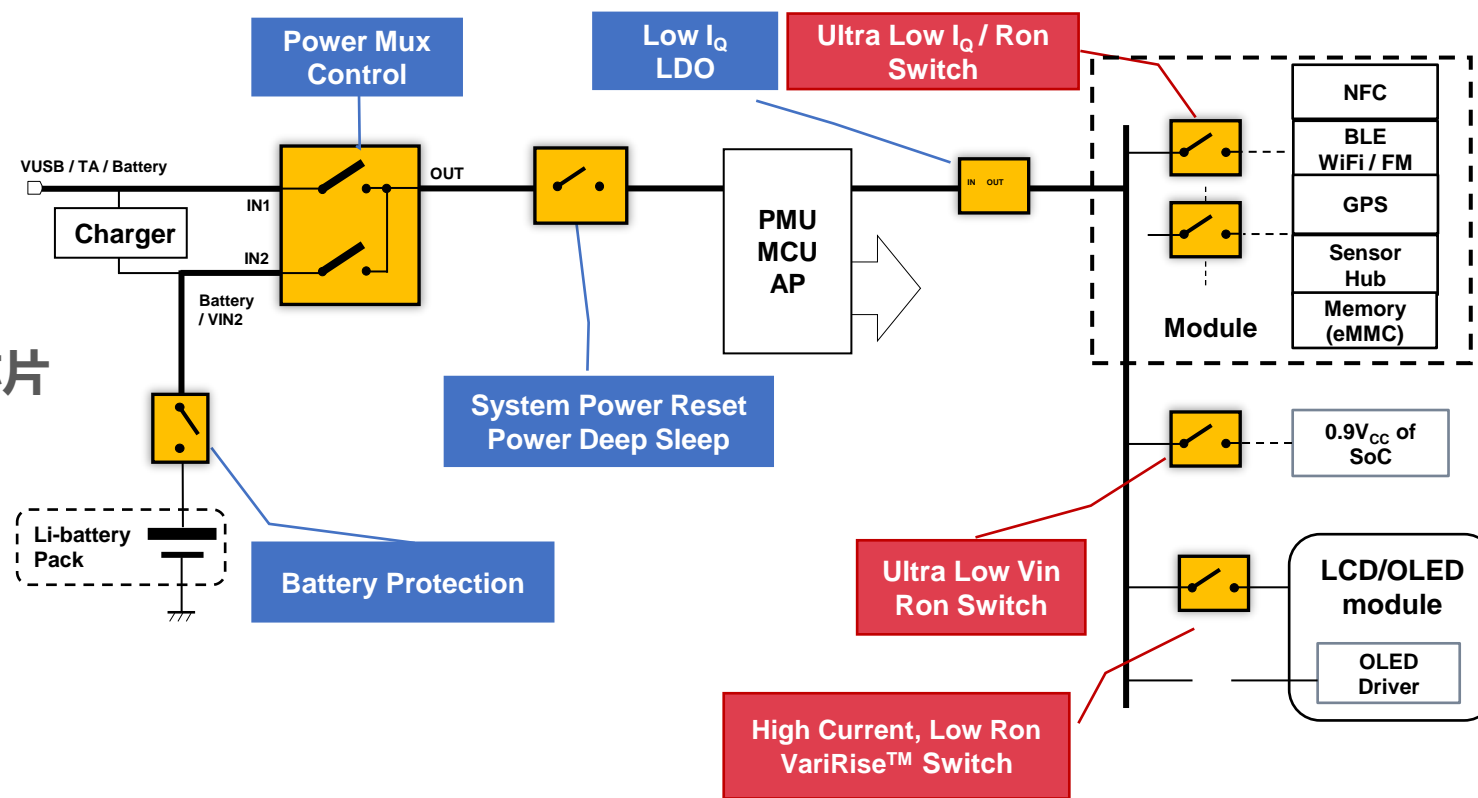 Power Mux
Control
Low IQ
LDO
Ultra Low IQ / Ron
Switch
VUSB / TA / Battery
IN1
Charger
IN2
OUT
Battery
/ VIN2
PMU
MCU
AP
IN OUT
NFC
BLE
WiFi / FM
GPS
Sensor
Hub
Memory
(eMMC)
Module
片
System Power Reset
Power Deep Sleep
0.9VCC of
SoC
Li-battery
Pack
Battery Protection
Ultra Low Vin
Ron Switch
LCD/OLED
module
OLED
Driver
High Current, Low Ron
VariRise™ Switch